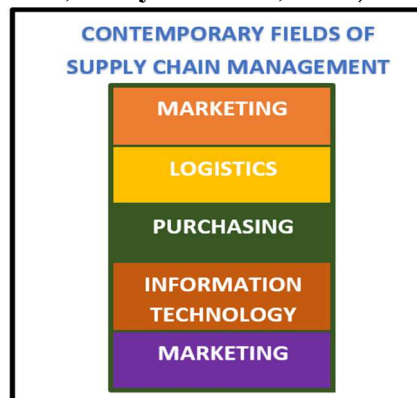 CONTEMPORARY FIELDS OF
SUPPLY CHAIN MANAGEMENT
MARKETING
LOGISTICS
PURCHASING
INFORMATION
TECHNOLOGY
MARKETING